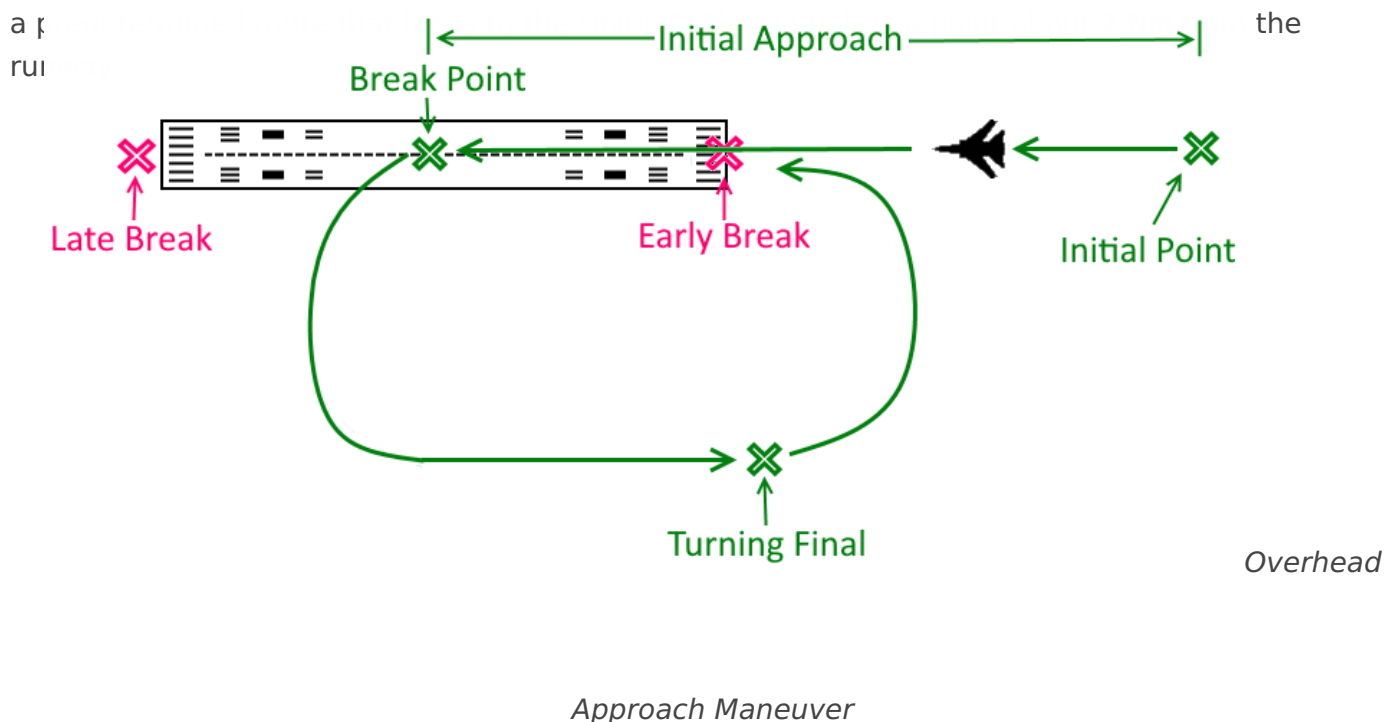 the
Initial Approach
Break Point
Late Break
Early Break
Initial Point
Turning Final
Overhead
Approach Maneuver